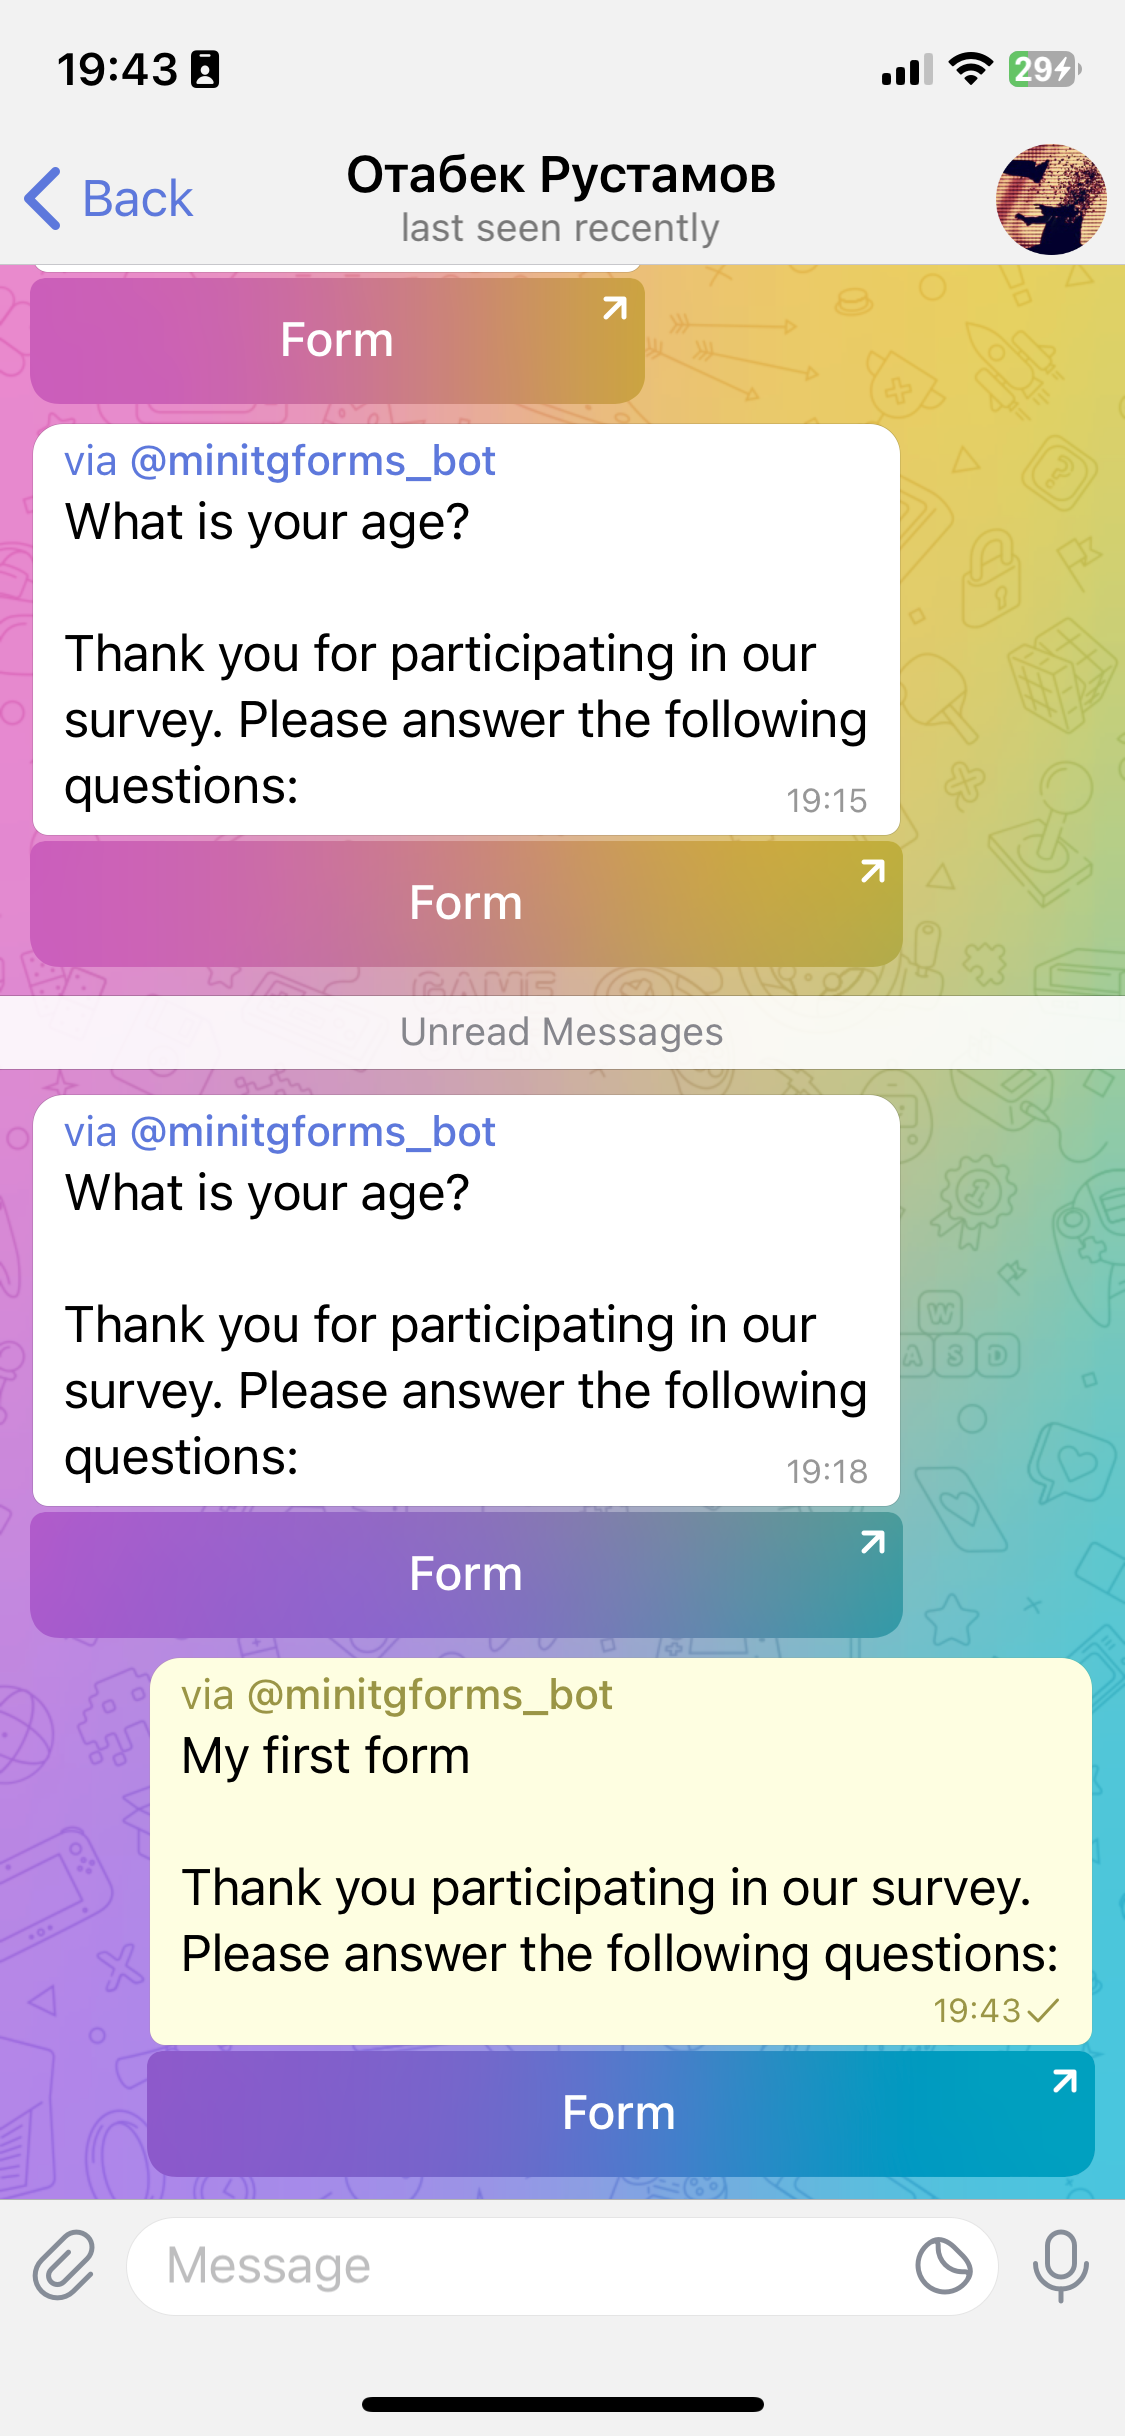 19:43
29
Back
Отабек Рустамов
last seen recently
Form
via @minitgforms_bot
What is your age?
Thank you for participating in our
survey. Please answer the following
questions:
19:15
Form
GAME
Unread Messages
via @minitgforms_bot
What is your age?
Thank you for participating in our
survey. Please answer the following
questions:
19:18
1
W
A S D
Form
via @minitgforms_bot
My first form
Thank you participating in our survey.
Please answer the following questions:
19:43
Form
Message